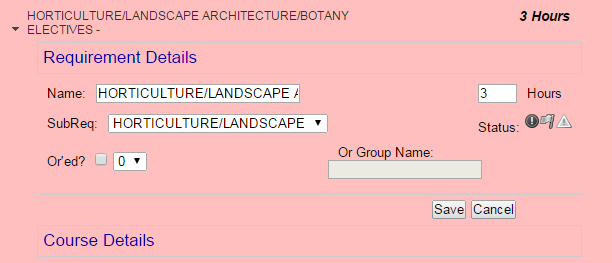 HORTICULTURE/LANDSCAPE ARCHITECTURE/BOTANY
ELECTIVES -
3 Hours
Requirement Details
Name: HORTICULTURE/LANDSCAPE A 3 Hours
SubReq: HORTICULTURE/LANDSCAPE
Status:
Or'ed? 0
Or Group Name:
Save Cancel
Course Details